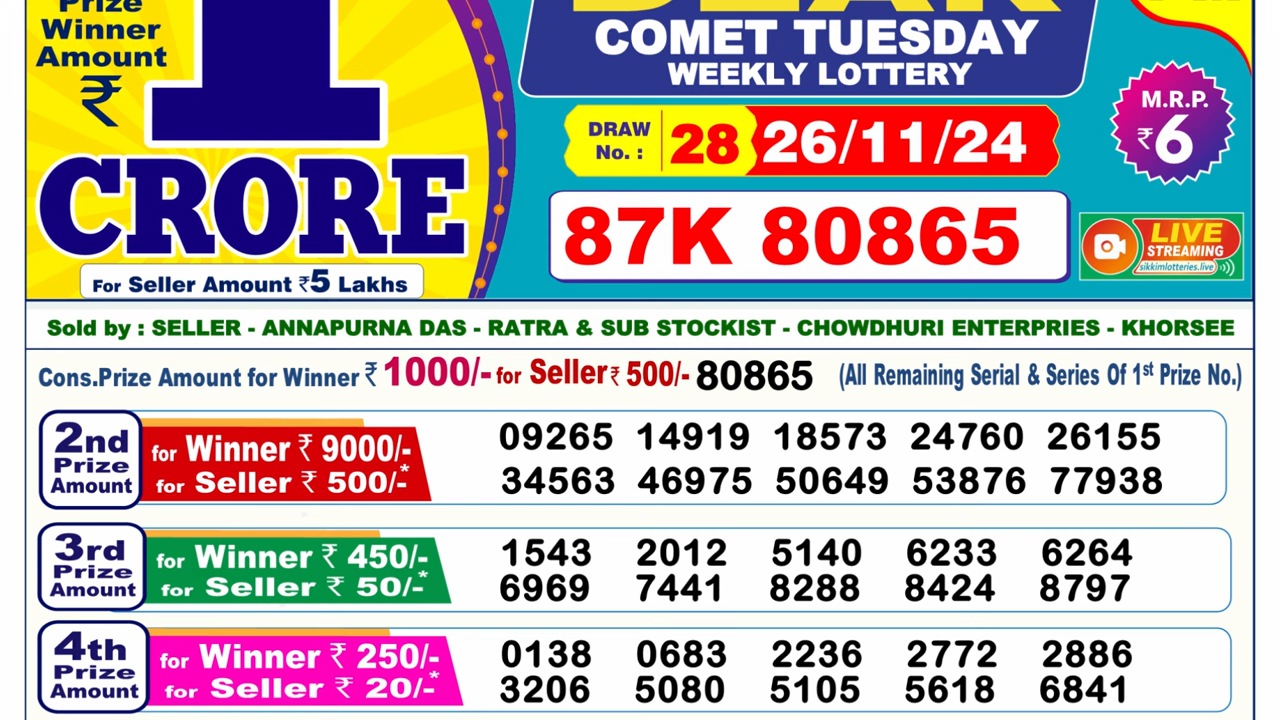 Prize
Winner
Amount
₹
1
CRORE
For Seller Amount ₹5 Lakhs
DEAR
COMET TUESDAY
WEEKLY LOTTERY
DRAW No. : 28 26/11/24
M.R.P.
₹6
87K 80865
LIVE
STREAMING
sikkimlotteries.live
Sold by : SELLER - ANNAPURNA DAS - RATRA & SUB STOCKIST - CHOWDHURI ENTERPRIES - KHORSEE
Cons.Prize Amount for Winner ₹ 1000/- for Seller ₹ 500/- 80865 (All Remaining Serial & Series Of 1st Prize No.)
2nd
Prize
Amount
for Winner ₹ 9000/-
for Seller ₹ 500/-*
09265 14919 18573 24760 26155
34563 46975 50649 53876 77938
3rd
Prize
Amount
for Winner ₹ 450/-
for Seller ₹ 50/-*
1543 2012 5140 6233 6264
6969 7441 8288 8424 8797
4th
Prize
Amount
for Winner ₹ 250/-
for Seller ₹ 20/-*
0138 0683 2236 2772 2886
3206 5080 5105 5618 6841